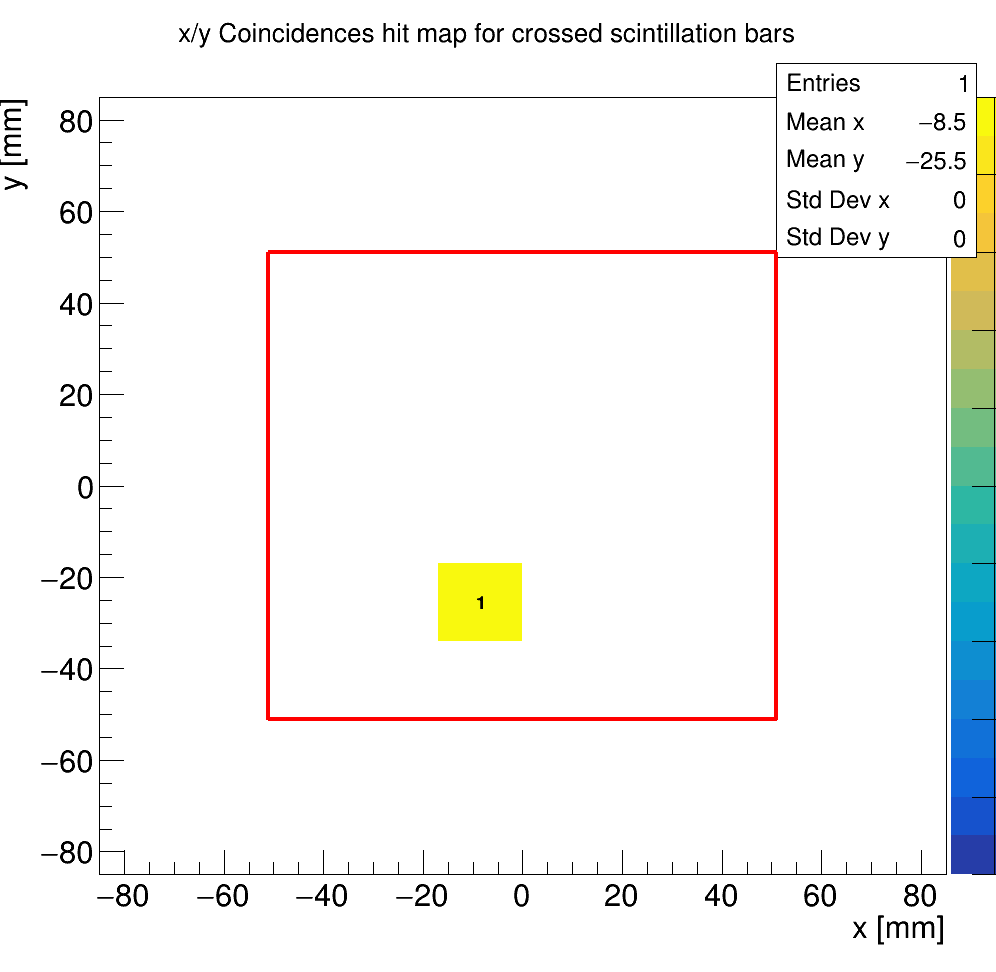 x/y Coincidences hit map for crossed scintillation bars
Entries 1
Mean x −8.5
Mean y −25.5
Std Dev x 0
Std Dev y 0
y [mm]
80
60
40
20
0
−20
−40
−60
−80
1
−80 −60 −40 −20 0 20 40 60 80
x [mm]